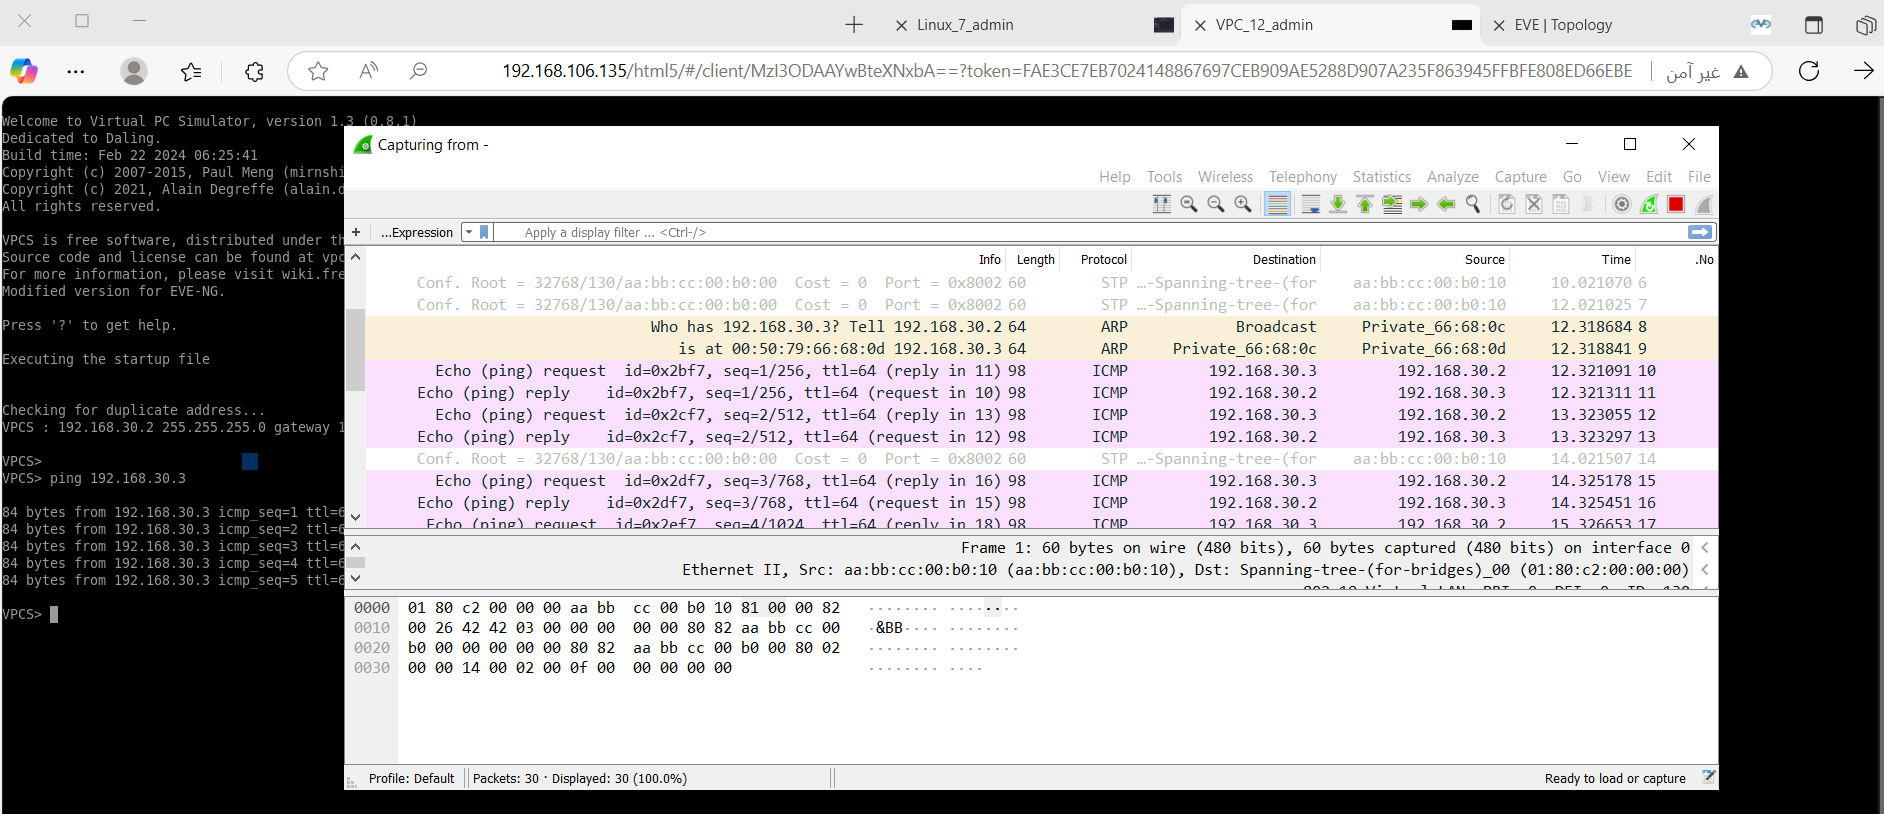 Linux_7_admin
VPC_12_admin
EVE | Topology
192.168.106.135/html5/#/client/MzI3ODAAYwBteXNxbA==?token=FAE3CE7EB7024148867697CEB909AE5288D907A235F863945FFBFE808ED66EBE
غير آمن
Welcome to Virtual PC Simulator, version 1.3 (0.8.1)
Dedicated to Daling.
Build time: Feb 22 2024 06:25:41
Copyright (c) 2007-2015, Paul Meng (mirnshi
Copyright (c) 2021, Alain Degreffe (alain.d
All rights reserved.
VPCS is free software, distributed under th
Source code and license can be found at vpc
For more information, please visit wiki.fre
Modified version for EVE-NG.
Press '?' to get help.
Executing the startup file
Checking for duplicate address...
VPCS : 192.168.30.2 255.255.255.0 gateway 1
VPCS>
VPCS> ping 192.168.30.3
84 bytes from 192.168.30.3 icmp_seq=1 ttl=6
84 bytes from 192.168.30.3 icmp_seq=2 ttl=6
84 bytes from 192.168.30.3 icmp_seq=3 ttl=6
84 bytes from 192.168.30.3 icmp_seq=4 ttl=6
84 bytes from 192.168.30.3 icmp_seq=5 ttl=6
VPCS>
Capturing from -
Help Tools Wireless Telephony Statistics Analyze Capture Go View Edit File
+ ...Expression Apply a display filter ... <Ctrl-/>
Info Length Protocol Destination Source Time .No
Conf. Root = 32768/130/aa:bb:cc:00:b0:00 Cost = 0 Port = 0x8002 60 STP ...-Spanning-tree-(for aa:bb:cc:00:b0:10 10.021070 6
Conf. Root = 32768/130/aa:bb:cc:00:b0:00 Cost = 0 Port = 0x8002 60 STP ...-Spanning-tree-(for aa:bb:cc:00:b0:10 12.021025 7
Who has 192.168.30.3? Tell 192.168.30.2 64 ARP Broadcast Private_66:68:0c 12.318684 8
is at 00:50:79:66:68:0d 192.168.30.3 64 ARP Private_66:68:0c Private_66:68:0d 12.318841 9
Echo (ping) request id=0x2bf7, seq=1/256, ttl=64 (reply in 11) 98 ICMP 192.168.30.3 192.168.30.2 12.321091 10
Echo (ping) reply id=0x2bf7, seq=1/256, ttl=64 (request in 10) 98 ICMP 192.168.30.2 192.168.30.3 12.321311 11
Echo (ping) request id=0x2cf7, seq=2/512, ttl=64 (reply in 13) 98 ICMP 192.168.30.3 192.168.30.2 13.323055 12
Echo (ping) reply id=0x2cf7, seq=2/512, ttl=64 (request in 12) 98 ICMP 192.168.30.2 192.168.30.3 13.323297 13
Conf. Root = 32768/130/aa:bb:cc:00:b0:00 Cost = 0 Port = 0x8002 60 STP ...-Spanning-tree-(for aa:bb:cc:00:b0:10 14.021507 14
Echo (ping) request id=0x2df7, seq=3/768, ttl=64 (reply in 16) 98 ICMP 192.168.30.3 192.168.30.2 14.325178 15
Echo (ping) reply id=0x2df7, seq=3/768, ttl=64 (request in 15) 98 ICMP 192.168.30.2 192.168.30.3 14.325451 16
Echo (ping) request id=0x2ef7, seq=4/1024, ttl=64 (reply in 18) 98 ICMP 192.168.30.3 192.168.30.2 15.326653 17
Frame 1: 60 bytes on wire (480 bits), 60 bytes captured (480 bits) on interface 0
Ethernet II, Src: aa:bb:cc:00:b0:10 (aa:bb:cc:00:b0:10), Dst: Spanning-tree-(for-bridges)_00 (01:80:c2:00:00:00)
802.1Q Virtual LAN, PRI: 0, DEI: 0, ID: 130
0000 01 80 c2 00 00 00 aa bb cc 00 b0 10 81 00 00 82 ........ ........
0010 00 26 42 42 03 00 00 00 00 00 80 82 aa bb cc 00 .&BB.... ........
0020 b0 00 00 00 00 00 80 82 aa bb cc 00 b0 00 80 02 ........ ........
0030 00 00 14 00 02 00 0f 00 00 00 00 00 ........ ....
Profile: Default Packets: 30 · Displayed: 30 (100.0%) Ready to load or capture